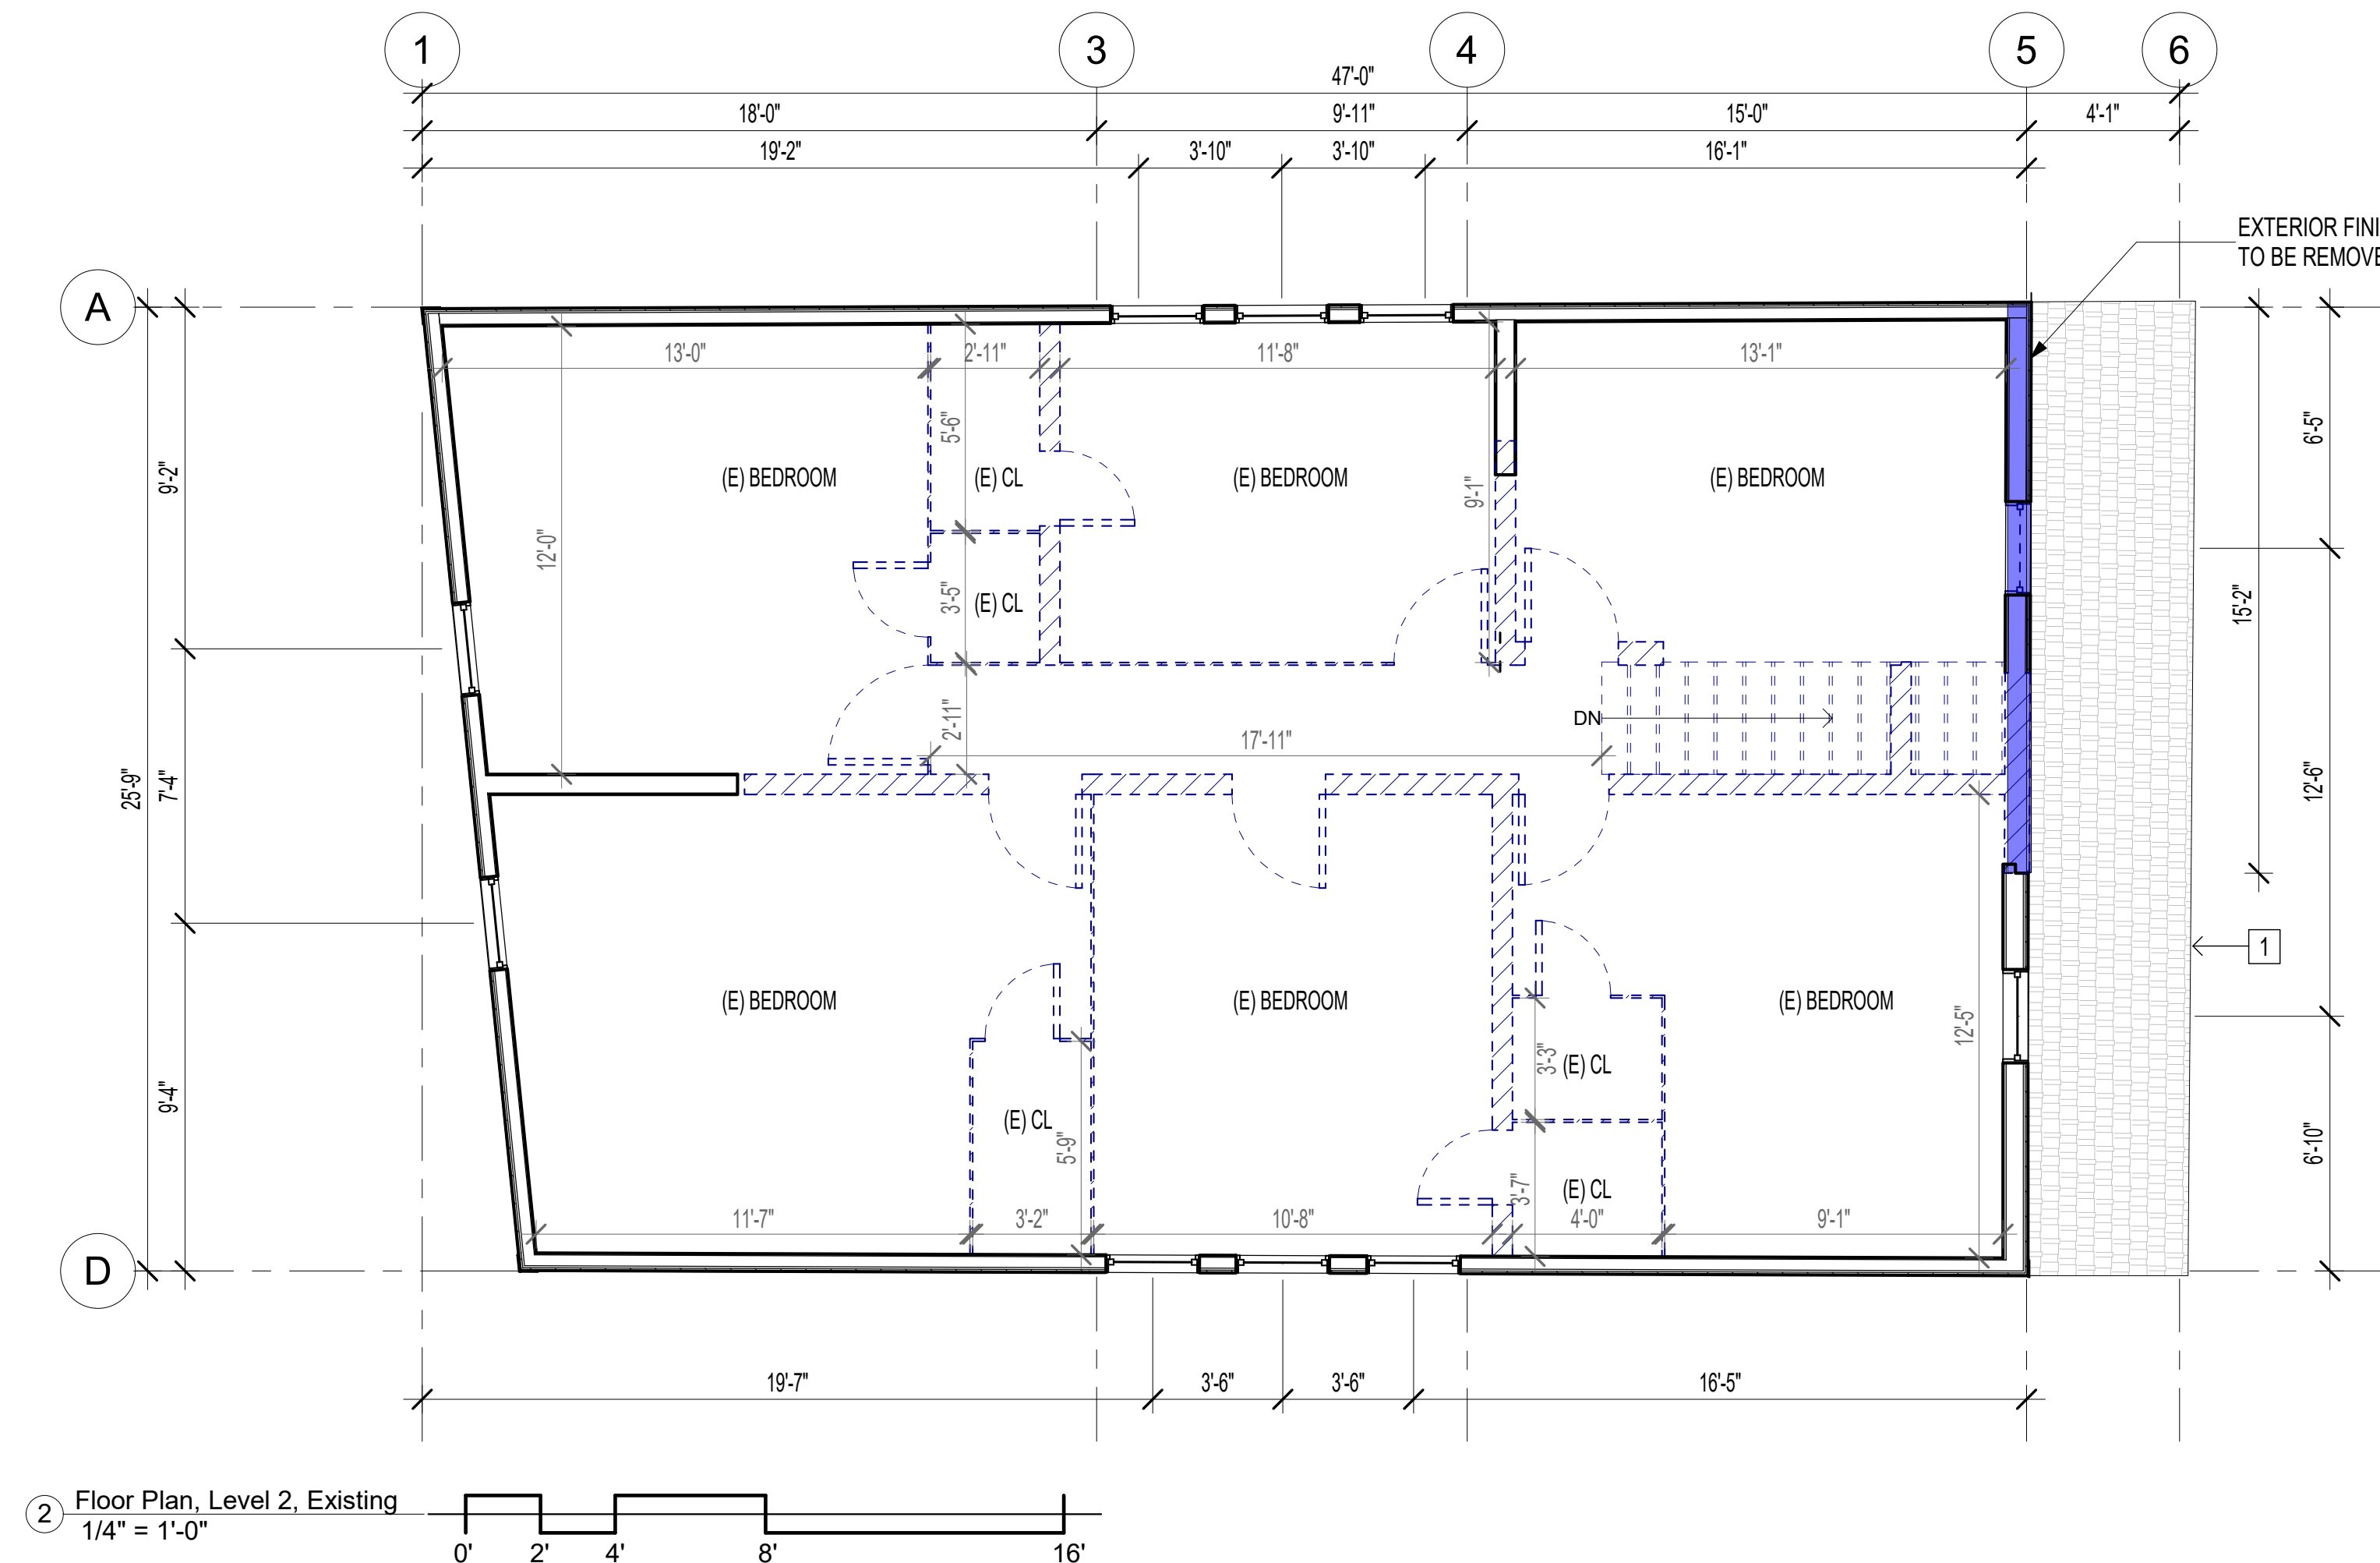 1 3 4 5 6
47'-0"
18'-0" 9'-11" 15'-0" 4'-1"
19'-2" 3'-10" 3'-10" 16'-1"
EXTERIOR FINI
TO BE REMOVE
A
13'-0" 2'-11" 11'-8" 13'-1"
5'-6"
6'-5"
9'-2"
(E) BEDROOM (E) CL (E) BEDROOM (E) BEDROOM
9'-1"
12'-0"
3'-5" (E) CL
15'-2"
2'-11"
DN
17'-11"
25'-9"
7'-4"
12'-6"
1
(E) BEDROOM (E) BEDROOM (E) BEDROOM
12'-5"
3'-3" (E) CL
9'-4"
(E) CL
5'-9"
6'-10"
3'-7" (E) CL
11'-7" 3'-2" 10'-8" 4'-0" 9'-1"
D
19'-7" 3'-6" 3'-6" 16'-5"
2 Floor Plan, Level 2, Existing
1/4" = 1'-0"
0' 2' 4' 8' 16'